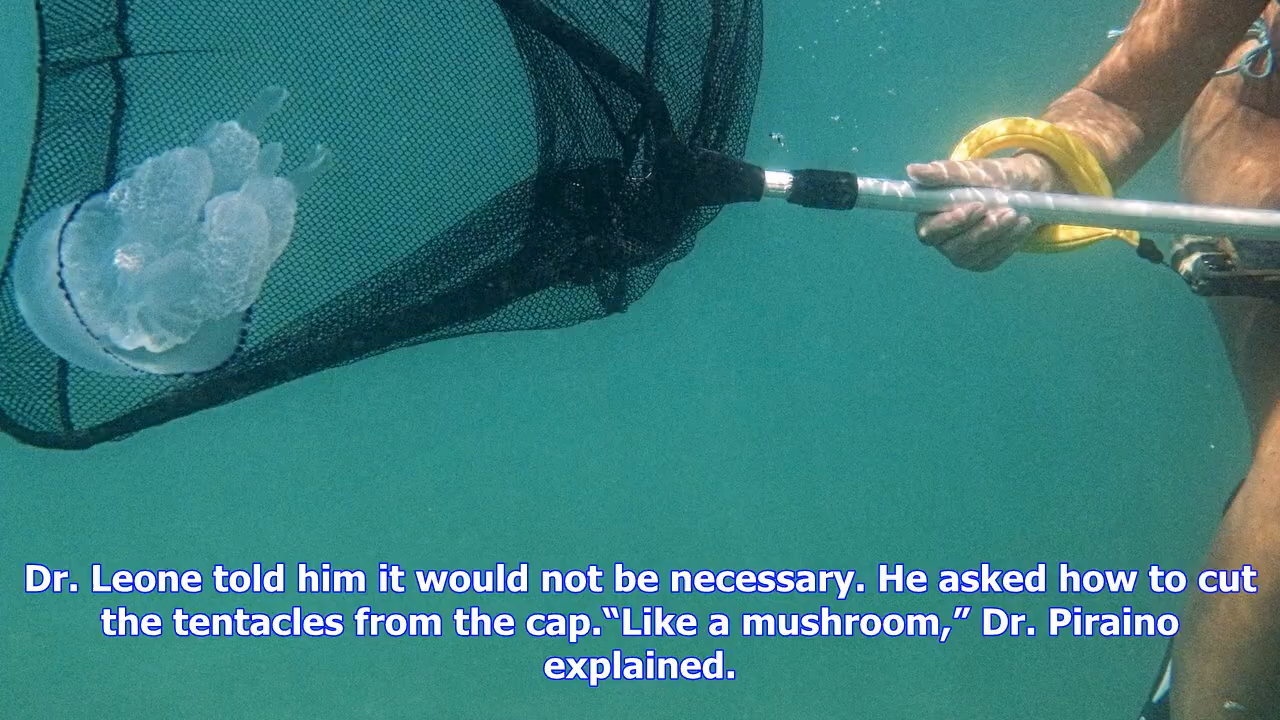 Dr. Leone told him it would not be necessary. He asked how to cut
the tentacles from the cap.“Like a mushroom,” Dr. Piraino
explained.